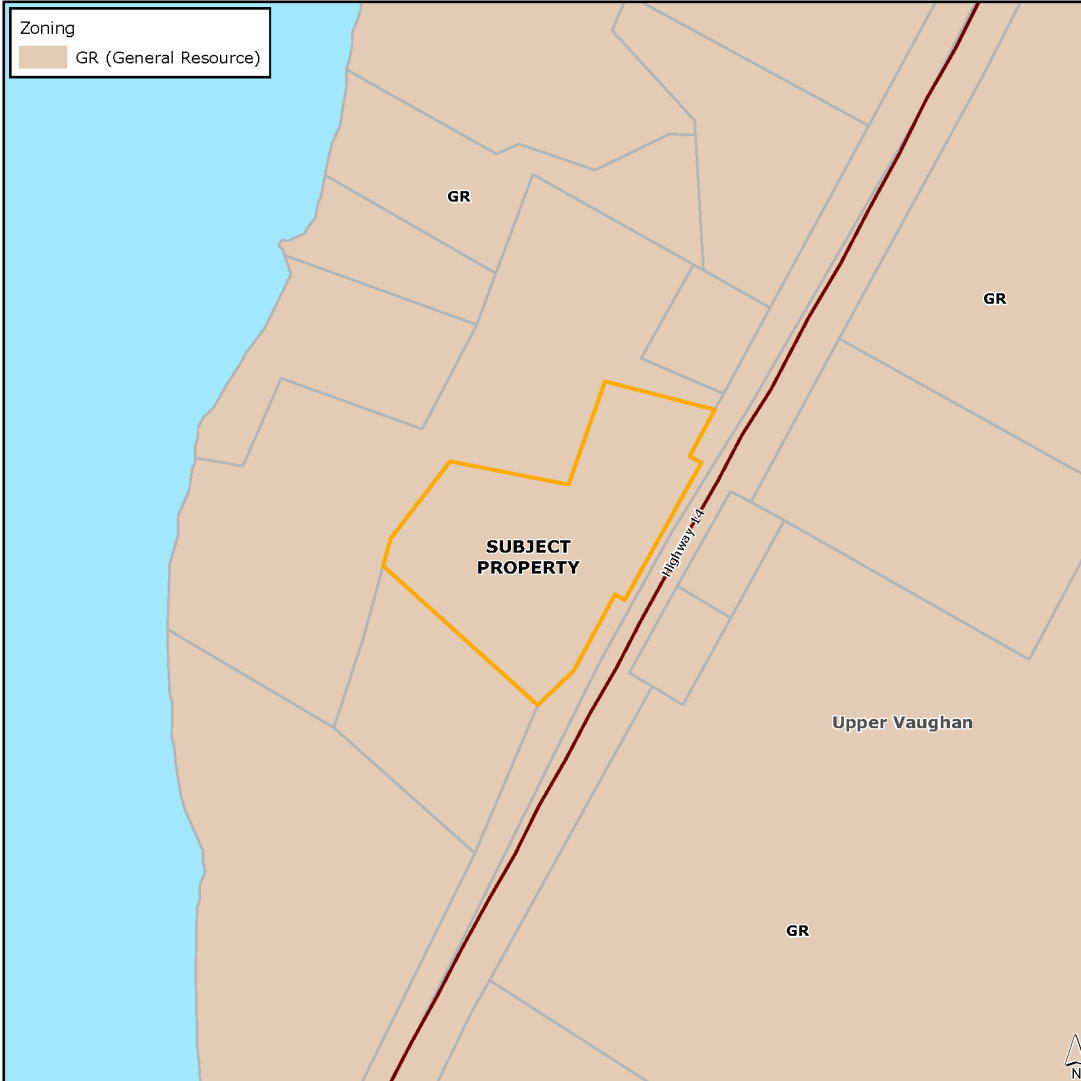 Zoning
GR (General Resource)
GR
GR
Highway 14
SUBJECT
PROPERTY
Upper Vaughan
GR
N